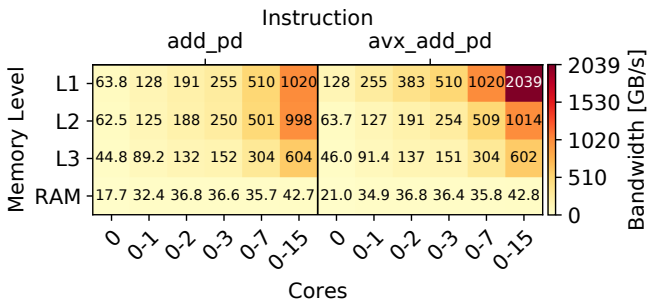 Instruction
add_pd avx_add_pd
Memory Level
L1 63.8 128 191 255 510 1020 128 255 383 510 1020 2039
L2 62.5 125 188 250 501 998 63.7 127 191 254 509 1014
L3 44.8 89.2 132 152 304 604 46.0 91.4 137 151 304 602
RAM 17.7 32.4 36.8 36.6 35.7 42.7 21.0 34.9 36.8 36.4 35.8 42.8
0 0-1 0-2 0-3 0-7 0-15 0 0-1 0-2 0-3 0-7 0-15
Cores
2039
1530
1020
510
0
Bandwidth [GB/s]